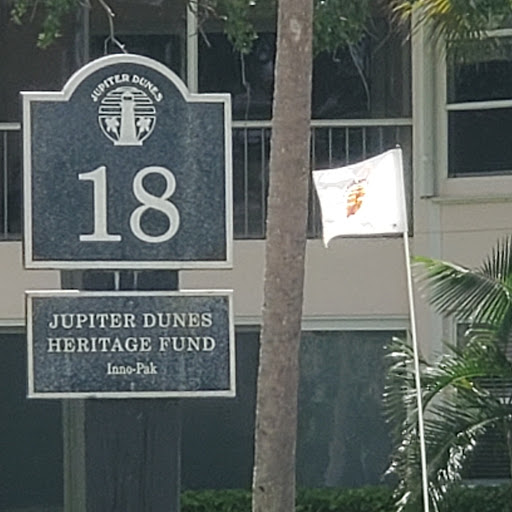 JUPITER DUNES
18
JUPITER DUNES
HERITAGE FUND
Inno-Pak